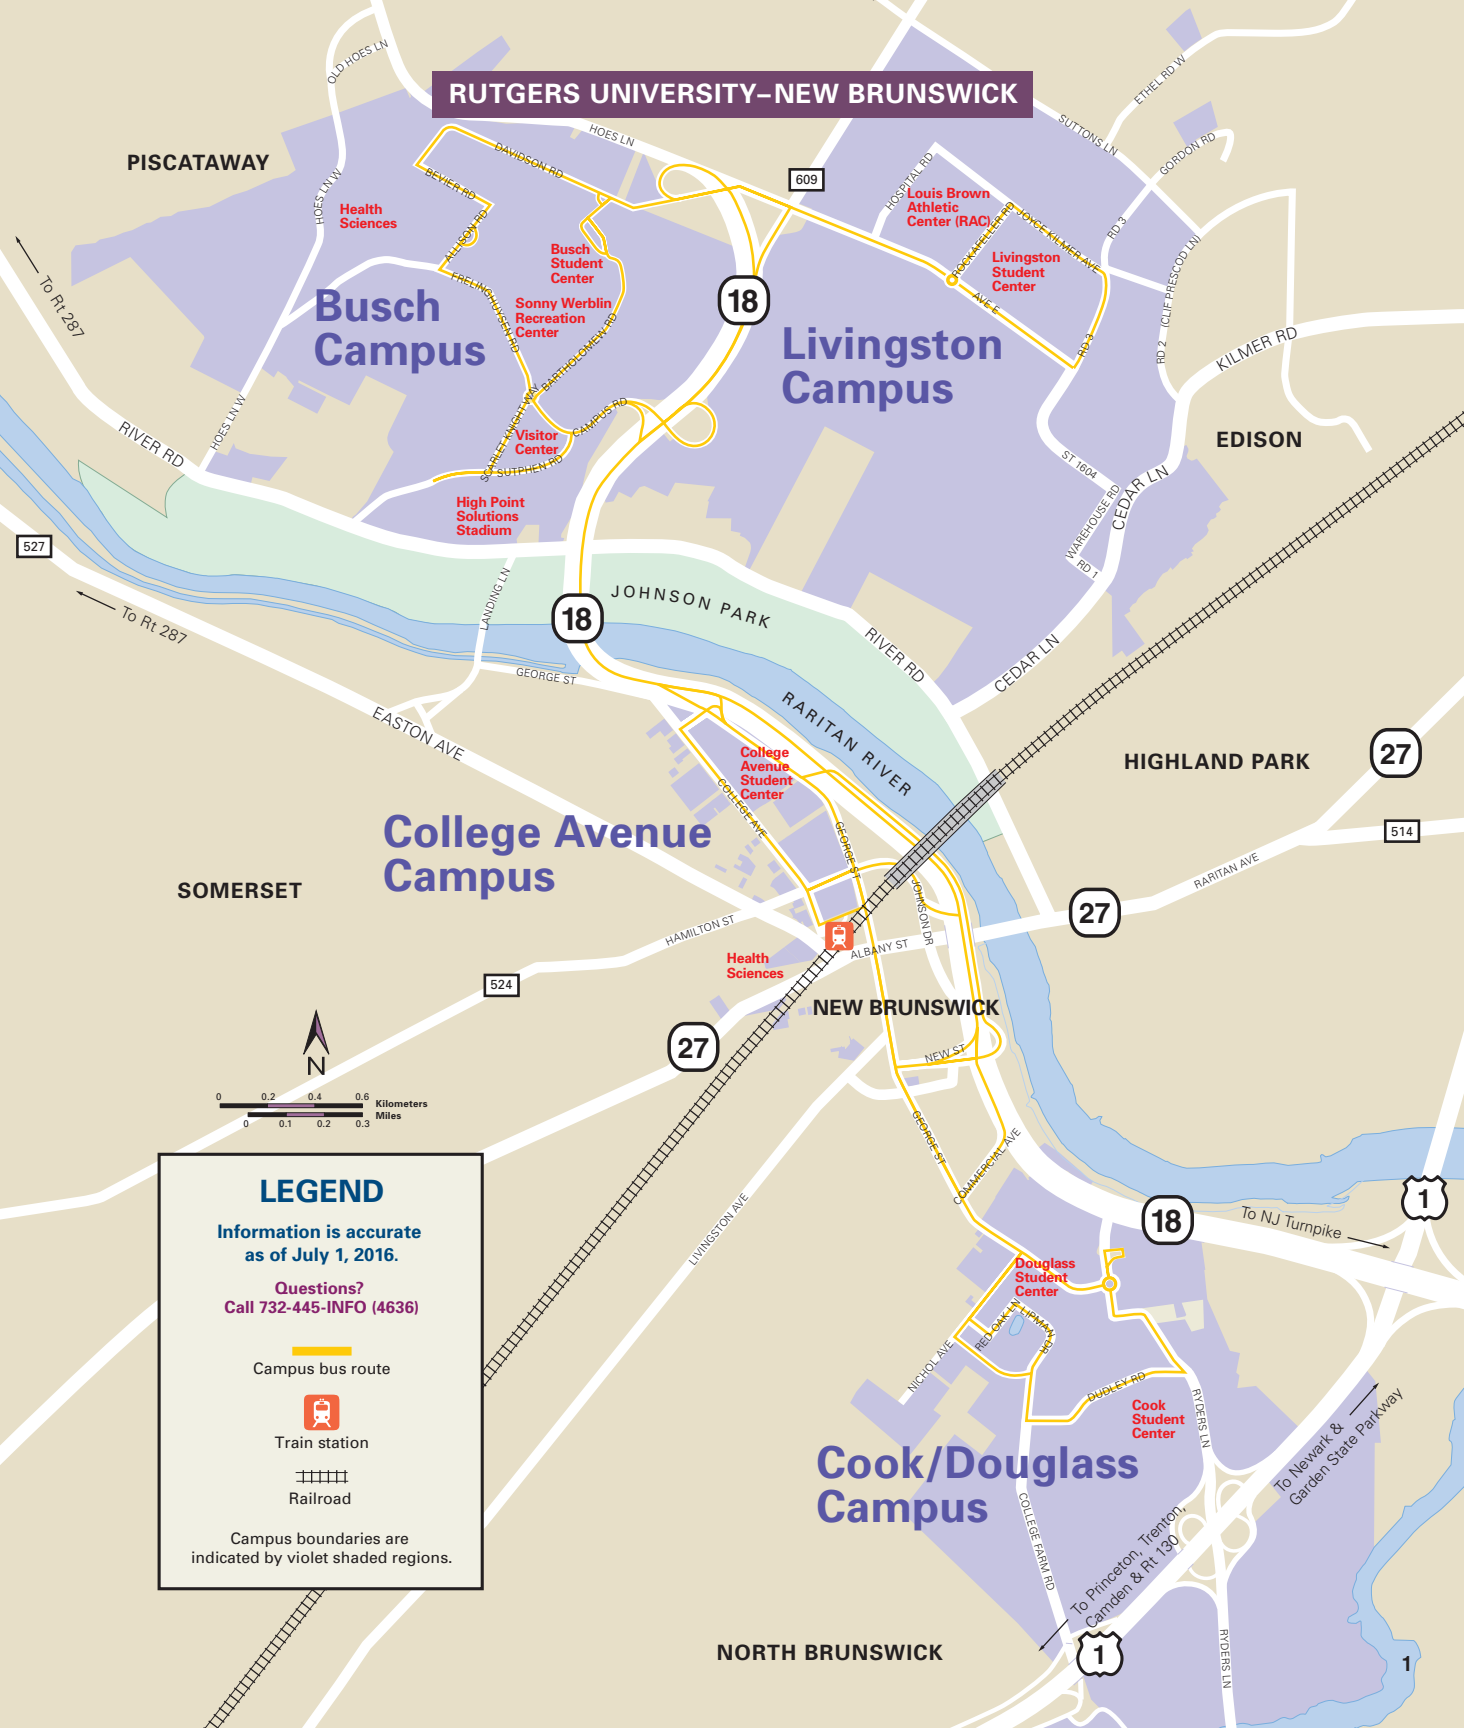 RUTGERS UNIVERSITY–NEW BRUNSWICK
OLD HOES LN
ETHEL RD W
SUTTONS LN
HOES LN
GORDON RD
PISCATAWAY
DAVIDSON RD
609
HOSPITAL RD
BEVIER RD
HOES LN W
Health
Sciences
ALLISON RD
Louis Brown
Athletic
Center (RAC)
ROCKAFELLER RD
JOYCE KILMER AVE
RD 3
To Rt 287
Busch
Student
Center
Livingston
Student
Center
RD 2 (CLIF PRESCOD LN)
FRELINGHUYSEN RD
Sonny Werblin
Recreation
Center
18
AVE E
Busch
Campus
BARTHOLOMEW RD
Livingston
Campus
RD 3
KILMER RD
SCARLET KNIGHT WAY
CAMPUS RD
HOES LN W
RIVER RD
Visitor
Center
SUTPHEN RD
EDISON
ST 1604
CEDAR LN
WAREHOUSE RD
RD 1
High Point
Solutions
Stadium
527
To Rt 287
LANDING LN
18
JOHNSON PARK
RIVER RD
CEDAR LN
GEORGE ST
EASTON AVE
RARITAN RIVER
College
Avenue
Student
Center
COLLEGE AVE
HIGHLAND PARK
27
514
College Avenue
Campus
GEORGE ST
RARITAN AVE
SOMERSET
JOHNSON DR
27
HAMILTON ST
ALBANY ST
Health
Sciences
524
NEW BRUNSWICK
27
NEW ST
N
0
0.2
0.4
0.6
Kilometers
Miles
0
0.1
0.2
0.3
GEORGE ST
COMMERCIAL AVE
LIVINGSTON AVE
18
1
To NJ Turnpike
Douglass
Student
Center
RED OAK LN
LIPMAN DR
NICHOL AVE
DUDLEY RD
Cook
Student
Center
RYDERS LN
To Newark &
Garden State Parkway
Cook/Douglass
Campus
COLLEGE FARM RD
To Princeton, Trenton,
Camden & Rt 130
NORTH BRUNSWICK
1
RYDERS LN
1
LEGEND
Information is accurate
as of July 1, 2016.
Questions?
Call 732-445-INFO (4636)
Campus bus route
Train station
Railroad
Campus boundaries are
indicated by violet shaded regions.